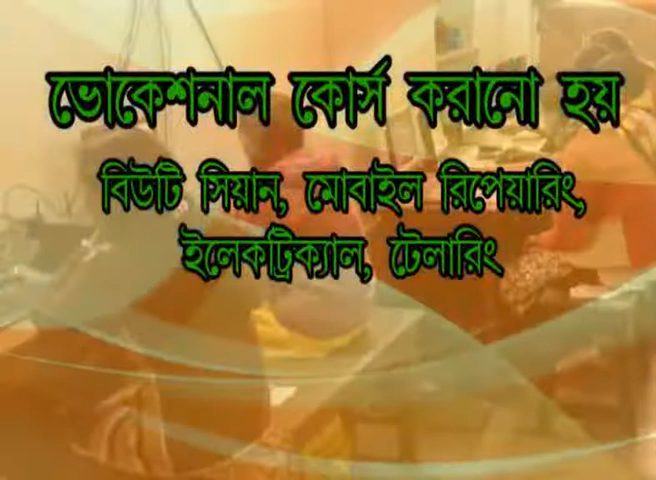 ভোকেশনাল কোর্স করানো হয়
বিউটি সিয়ান, মোবাইল রিপেয়ারিং,
ইলেকট্রিক্যাল, টেলারিং